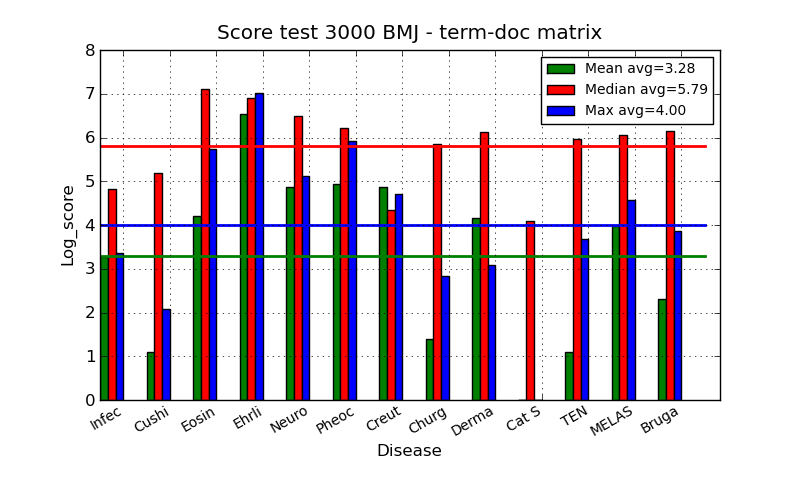 Score test 3000 BMJ - term-doc matrix
Mean avg=3.28
Median avg=5.79
Max avg=4.00
Log_score
8
7
6
5
4
3
2
1
0
Infec Cushi Eosin Ehrli Neuro Pheoc Creut Churg Derma Cat S TEN MELAS Bruga
Disease